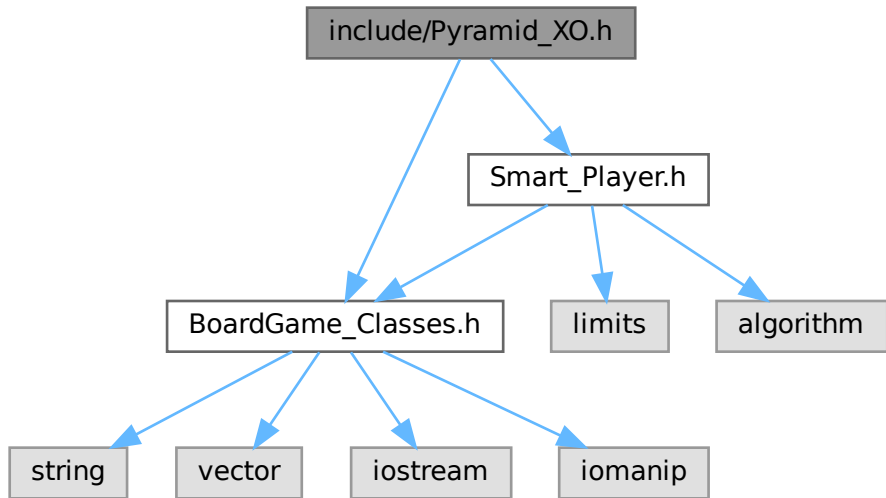 include/Pyramid_XO.h
Smart_Player.h
BoardGame_Classes.h
limits
algorithm
string
vector
iostream
iomanip